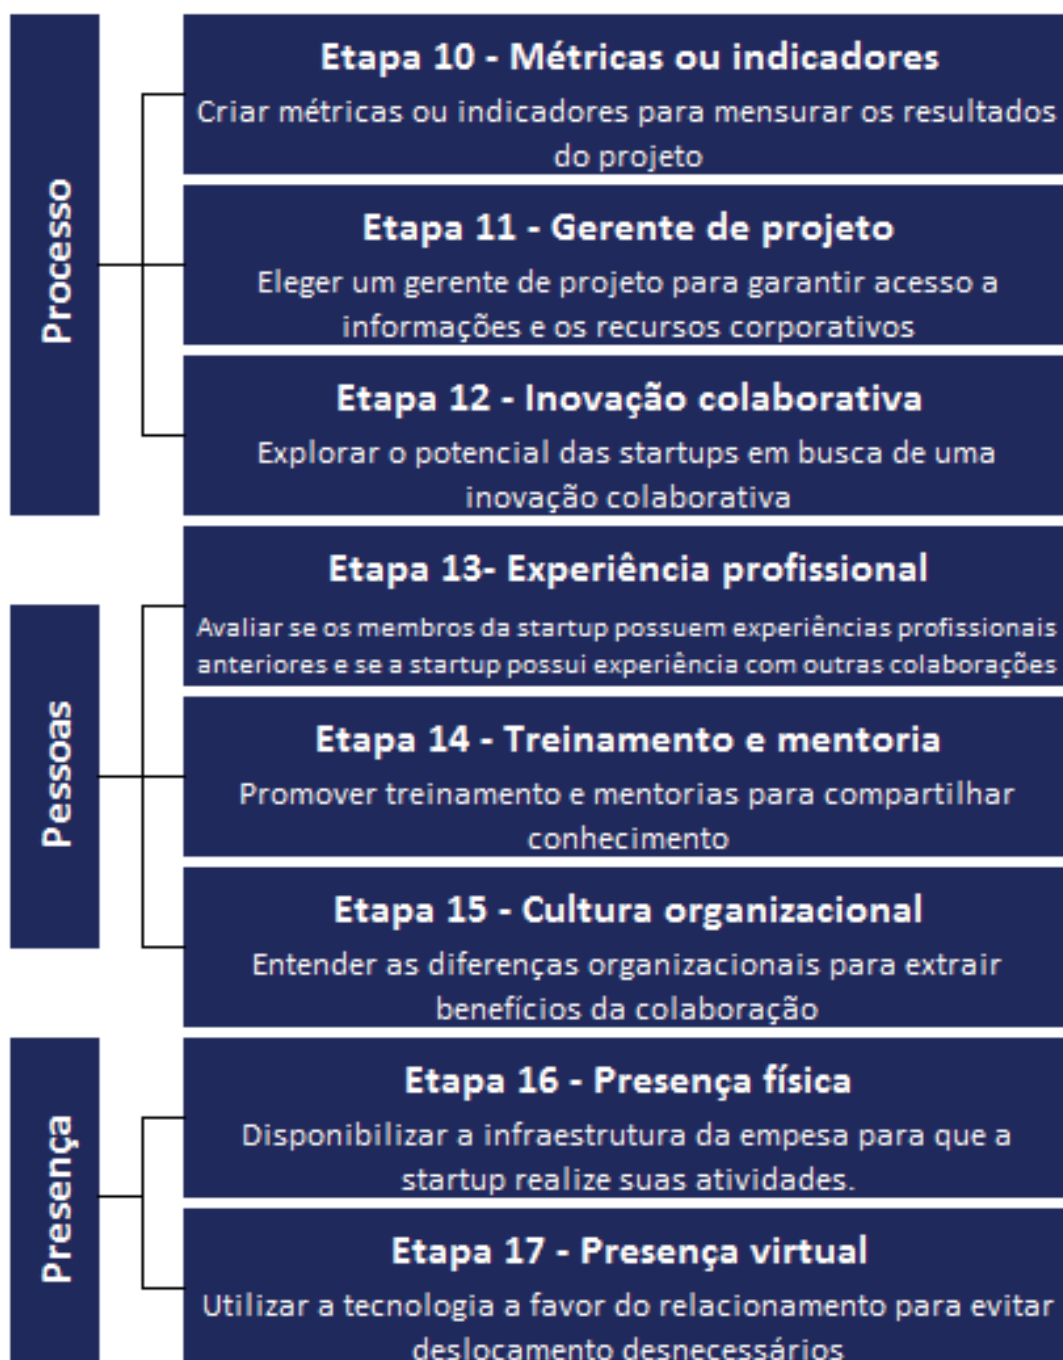 Processo
Etapa 10 - Métricas ou indicadores
Criar métricas ou indicadores para mensurar os resultados
do projeto
Etapa 11 - Gerente de projeto
Eleger um gerente de projeto para garantir acesso a
informações e os recursos corporativos
Etapa 12 - Inovação colaborativa
Explorar o potencial das startups em busca de uma
inovação colaborativa
Pessoas
Etapa 13- Experiência profissional
Avaliar se os membros da startup possuem experiências profissionais
anteriores e se a startup possui experiência com outras colaborações
Etapa 14 - Treinamento e mentoria
Promover treinamento e mentorias para compartilhar
conhecimento
Etapa 15 - Cultura organizacional
Entender as diferenças organizacionais para extrair
benefícios da colaboração
Presença
Etapa 16 - Presença física
Disponibilizar a infraestrutura da empesa para que a
startup realize suas atividades.
Etapa 17 - Presença virtual
Utilizar a tecnologia a favor do relacionamento para evitar
deslocamento desnecessários